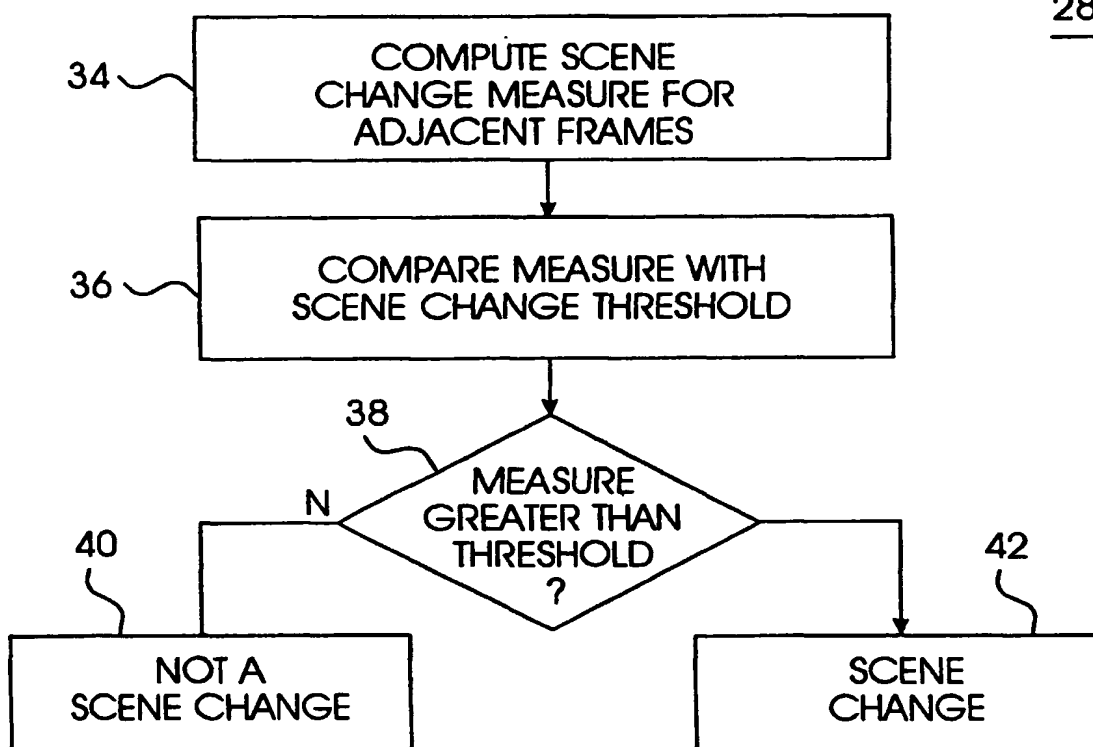 28
34
COMPUTE SCENE
CHANGE MEASURE FOR
ADJACENT FRAMES
36
COMPARE MEASURE WITH
SCENE CHANGE THRESHOLD
38
MEASURE
GREATER THAN
THRESHOLD
?
N
40
NOT A
SCENE CHANGE
42
SCENE
CHANGE